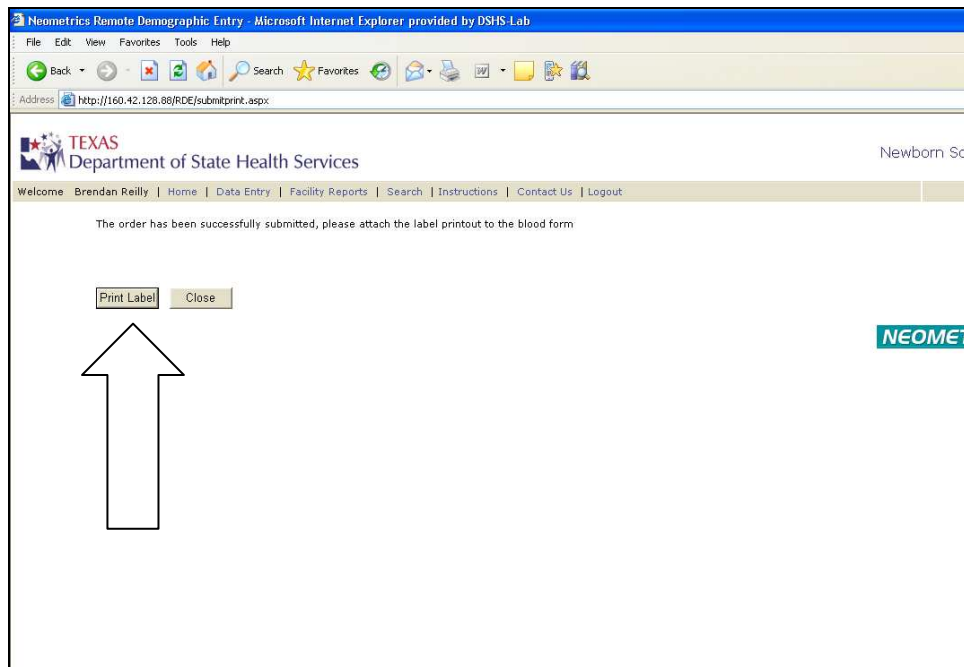 Neometrics Remote Demographic Entry - Microsoft Internet Explorer provided by DSHS-Lab
File Edit View Favorites Tools Help
Back Search Favorites
Address http://160.42.128.88/RDE/submitprint.aspx
TEXAS
Department of State Health Services
Newborn Sc
Welcome Brendan Reilly | Home | Data Entry | Facility Reports | Search | Instructions | Contact Us | Logout
The order has been successfully submitted, please attach the label printout to the blood form
Print Label Close
NEOMET